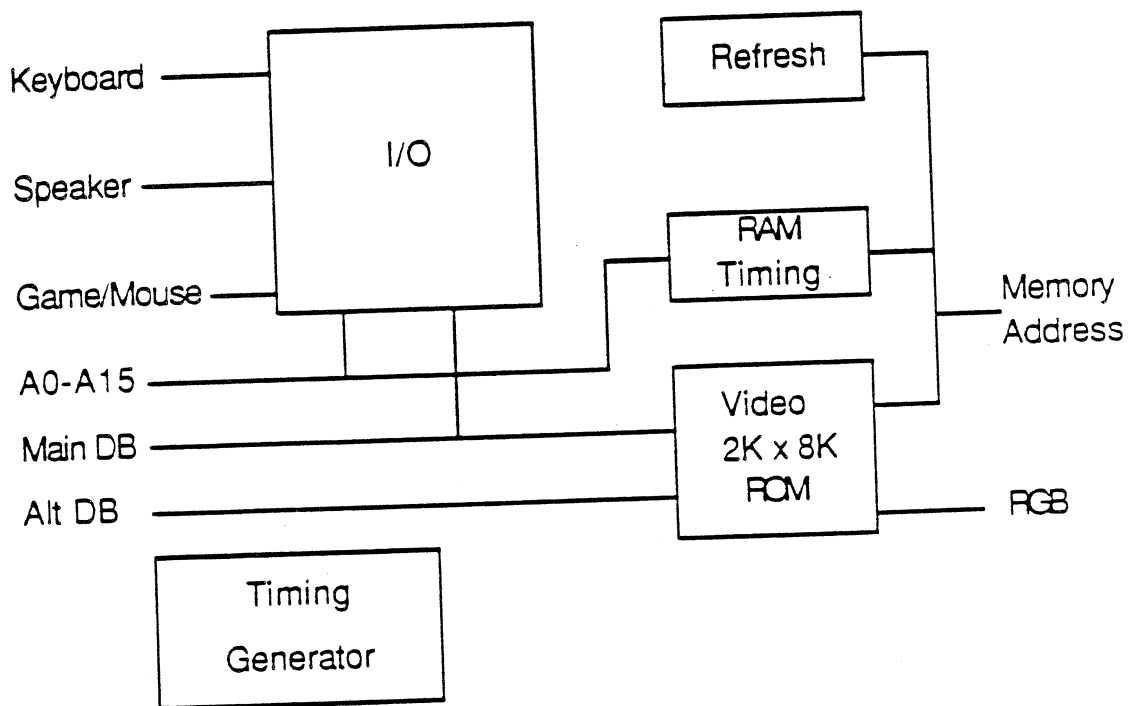 Keyboard
Speaker
Game/Mouse
A0-A15
Main DB
Alt DB
I/O
Refresh
RAM
Timing
Video
2K x 8K
ROM
Memory
Address
RGB
Timing
Generator